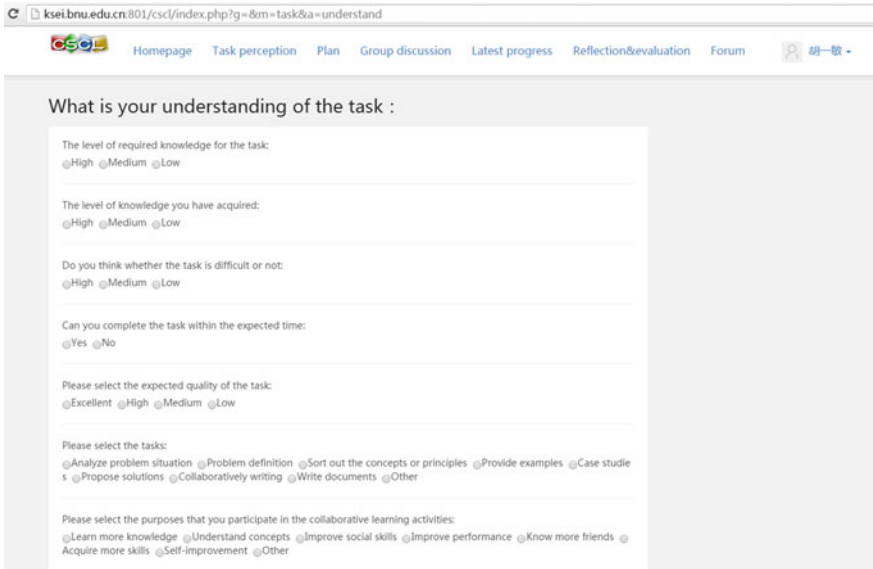 ksei.bnu.edu.cn:801/cscl/index.php?g=&m=task&a=understand
CSCL Homepage Task perception Plan Group discussion Latest progress Reflection&evaluation Forum 胡一敏
What is your understanding of the task :
The level of required knowledge for the task:
High Medium Low
The level of knowledge you have acquired:
High Medium Low
Do you think whether the task is difficult or not:
High Medium Low
Can you complete the task within the expected time:
Yes No
Please select the expected quality of the task:
Excellent High Medium Low
Please select the tasks:
Analyze problem situation Problem definition Sort out the concepts or principles Provide examples Case studie
s Propose solutions Collaboratively writing Write documents Other
Please select the purposes that you participate in the collaborative learning activities:
Learn more knowledge Understand concepts Improve social skills Improve performance Know more friends
Acquire more skills Self-improvement Other